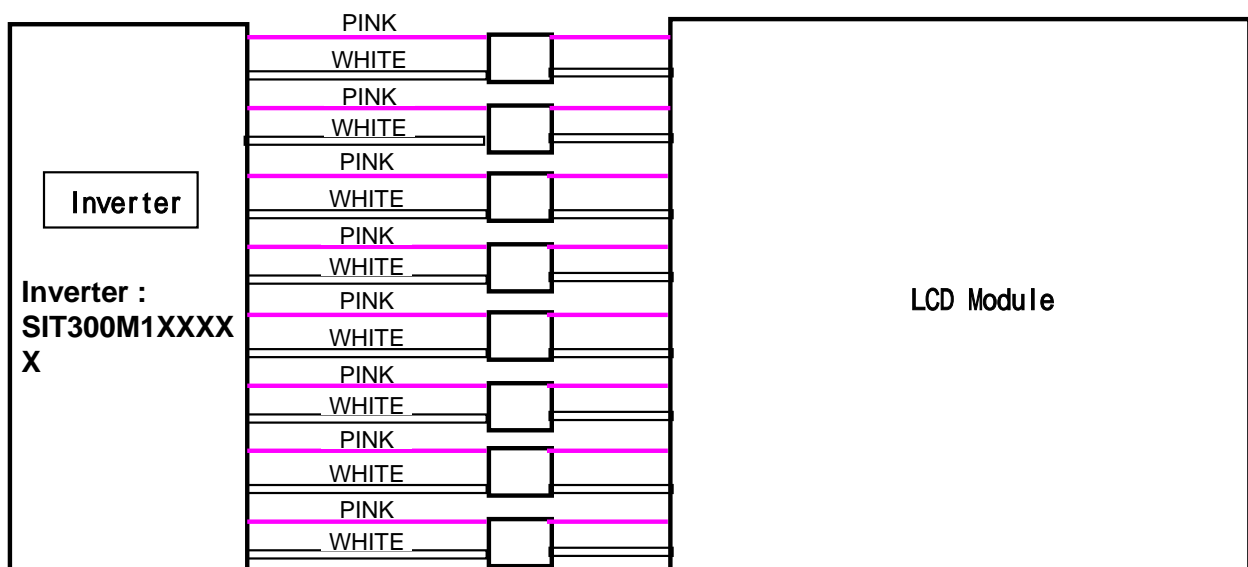 PINK
WHITE
PINK
WHITE
PINK
WHITE
PINK
WHITE
PINK
WHITE
PINK
WHITE
PINK
WHITE
PINK
WHITE
Inverter
Inverter :
SIT300M1XXXX
X
LCD Module